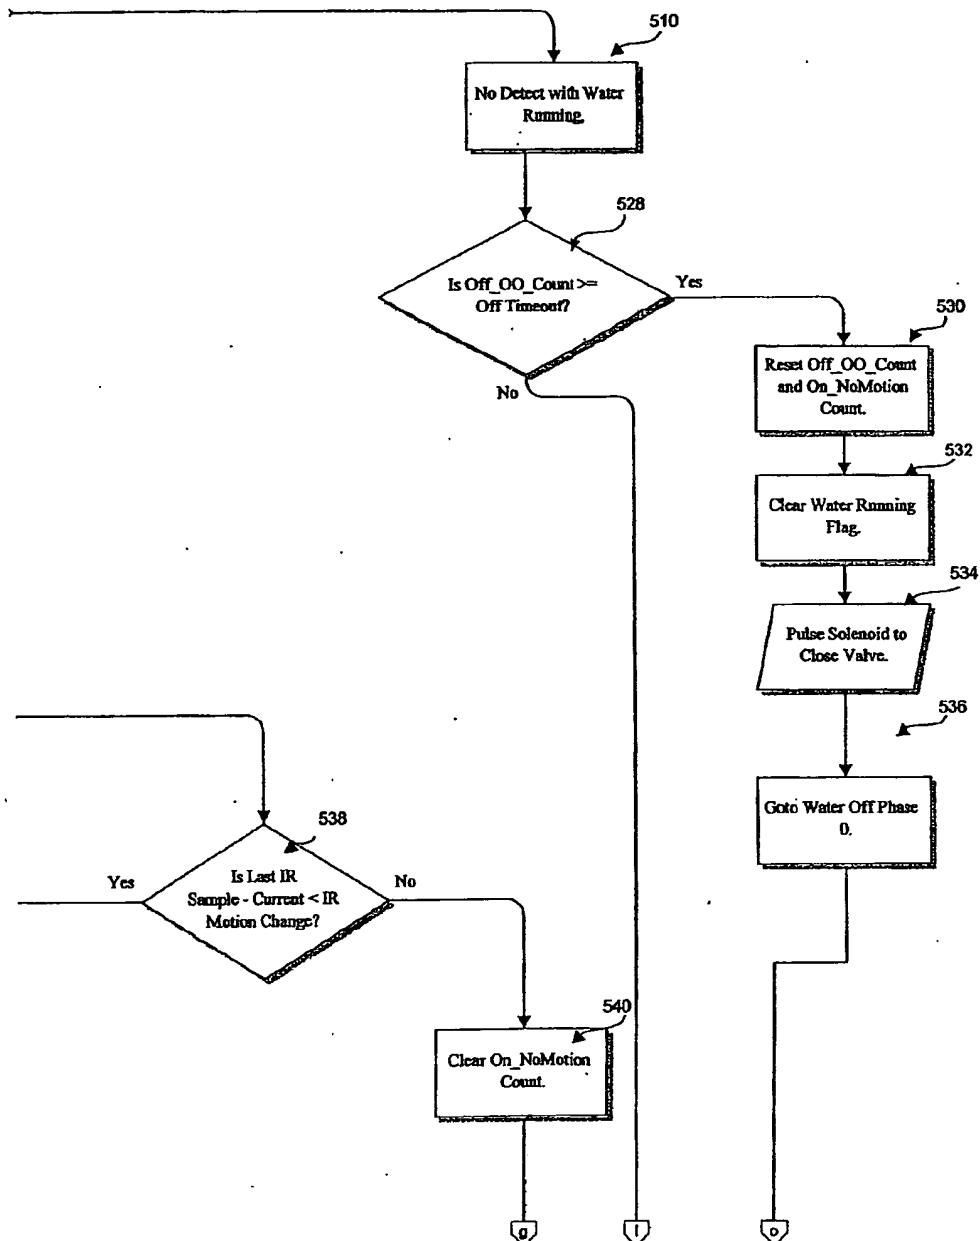 510
No Detect with Water
Running.
528
Is Off_OO_Count >=
Off Timeout?
Yes
No
530
Reset Off_OO_Count
and On_NoMotion
Count.
532
Clear Water Running
Flag.
534
Pulse Solenoid to
Close Valve.
536
Goto Water Off Phase
0.
538
Is Last IR
Sample - Current < IR
Motion Change?
Yes
No
540
Clear On_NoMotion
Count.